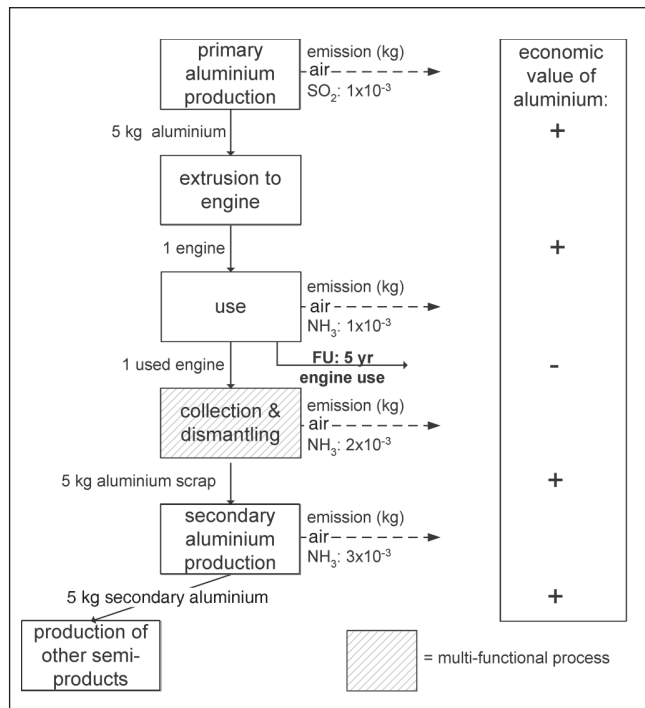 primary
aluminium
production
emission (kg)
air
SO₂: 1x10⁻³
economic
value of
aluminium:
+
5 kg aluminium
extrusion to
engine
1 engine
+
use
emission (kg)
air
NH₃: 1x10⁻³
1 used engine
FU: 5 yr
engine use
-
collection &
dismantling
emission (kg)
air
NH₃: 2x10⁻³
5 kg aluminium scrap
+
secondary
aluminium
production
emission (kg)
air
NH₃: 3x10⁻³
5 kg secondary aluminium
+
production of
other semi-
products
= multi-functional process